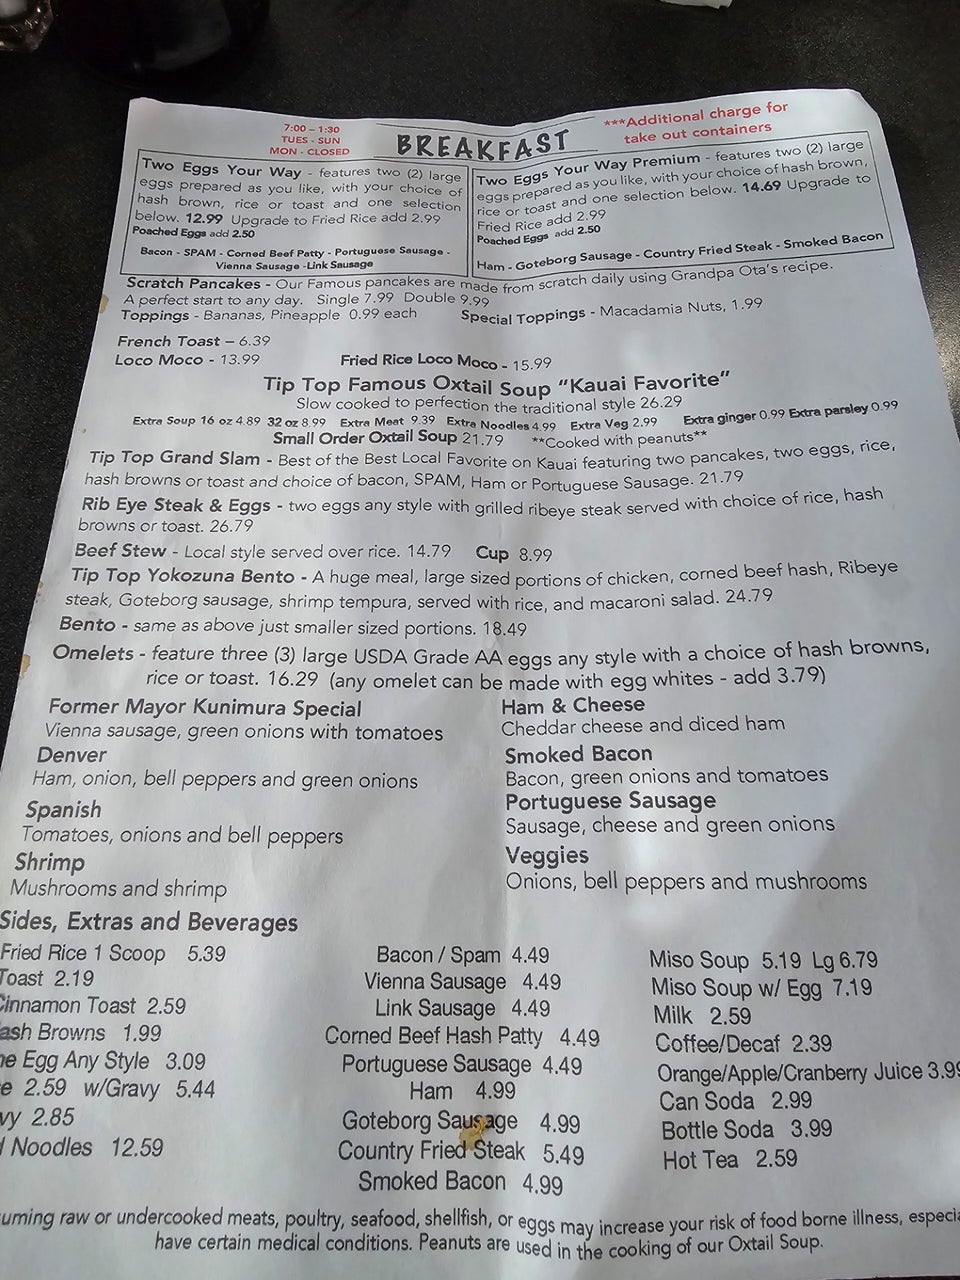 7:00 – 1:30
TUES - SUN
MON - CLOSED
BREAKFAST
***Additional charge for
take out containers
Two Eggs Your Way - features two (2) large
eggs prepared as you like, with your choice of
hash brown, rice or toast and one selection
below. 12.99 Upgrade to Fried Rice add 2.99
Poached Eggs add 2.50
Bacon - SPAM - Corned Beef Patty - Portuguese Sausage -
Vienna Sausage -Link Sausage
Two Eggs Your Way Premium - features two (2) large
eggs prepared as you like, with your choice of hash brown,
rice or toast and one selection below. 14.69 Upgrade to
Fried Rice add 2.99
Poached Eggs add 2.50
Ham - Goteborg Sausage - Country Fried Steak - Smoked Bacon
Scratch Pancakes - Our Famous pancakes are made from scratch daily using Grandpa Ota's recipe.
A perfect start to any day. Single 7.99 Double 9.99
Toppings - Bananas, Pineapple 0.99 each Special Toppings - Macadamia Nuts, 1.99
French Toast – 6.39
Loco Moco - 13.99 Fried Rice Loco Moco - 15.99
Tip Top Famous Oxtail Soup "Kauai Favorite"
Slow cooked to perfection the traditional style 26.29
Extra Soup 16 oz 4.89 32 oz 8.99 Extra Meat 9.39 Extra Noodles 4.99 Extra Veg 2.99 Extra ginger 0.99 Extra parsley 0.99
Small Order Oxtail Soup 21.79 **Cooked with peanuts**
Tip Top Grand Slam - Best of the Best Local Favorite on Kauai featuring two pancakes, two eggs, rice,
hash browns or toast and choice of bacon, SPAM, Ham or Portuguese Sausage. 21.79
Rib Eye Steak & Eggs - two eggs any style with grilled ribeye steak served with choice of rice, hash
browns or toast. 26.79
Beef Stew - Local style served over rice. 14.79 Cup 8.99
Tip Top Yokozuna Bento - A huge meal, large sized portions of chicken, corned beef hash, Ribeye
steak, Goteborg sausage, shrimp tempura, served with rice, and macaroni salad. 24.79
Bento - same as above just smaller sized portions. 18.49
Omelets - feature three (3) large USDA Grade AA eggs any style with a choice of hash browns,
rice or toast. 16.29 (any omelet can be made with egg whites - add 3.79)
Former Mayor Kunimura Special
Vienna sausage, green onions with tomatoes
Denver
Ham, onion, bell peppers and green onions
Spanish
Tomatoes, onions and bell peppers
Shrimp
Mushrooms and shrimp
Ham & Cheese
Cheddar cheese and diced ham
Smoked Bacon
Bacon, green onions and tomatoes
Portuguese Sausage
Sausage, cheese and green onions
Veggies
Onions, bell peppers and mushrooms
Sides, Extras and Beverages
Fried Rice 1 Scoop 5.39
Toast 2.19
Cinnamon Toast 2.59
ash Browns 1.99
ne Egg Any Style 3.09
e 2.59 w/Gravy 5.44
vy 2.85
Noodles 12.59
Bacon / Spam 4.49
Vienna Sausage 4.49
Link Sausage 4.49
Corned Beef Hash Patty 4.49
Portuguese Sausage 4.49
Ham 4.99
Goteborg Sausage 4.99
Country Fried Steak 5.49
Smoked Bacon 4.99
Miso Soup 5.19 Lg 6.79
Miso Soup w/ Egg 7.19
Milk 2.59
Coffee/Decaf 2.39
Orange/Apple/Cranberry Juice 3.99
Can Soda 2.99
Bottle Soda 3.99
Hot Tea 2.59
uming raw or undercooked meats, poultry, seafood, shellfish, or eggs may increase your risk of food borne illness, especia
have certain medical conditions. Peanuts are used in the cooking of our Oxtail Soup.